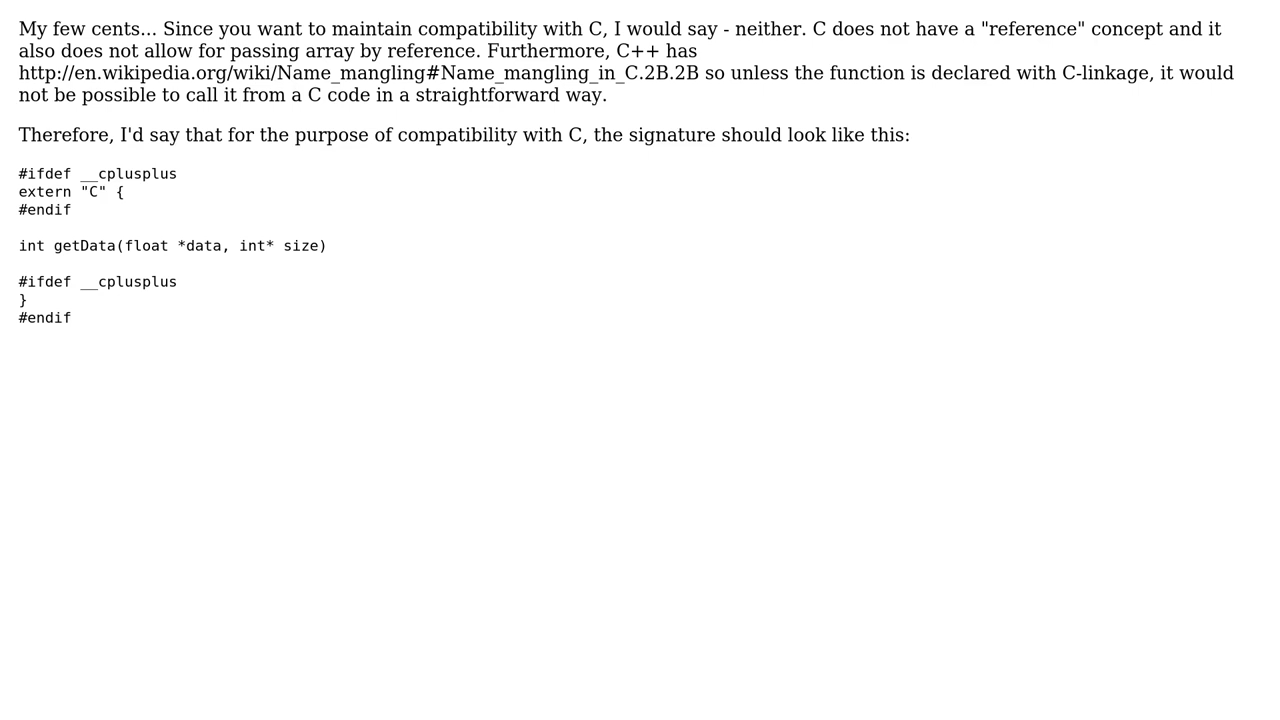 My few cents... Since you want to maintain compatibility with C, I would say - neither. C does not have a "reference" concept and it
also does not allow for passing array by reference. Furthermore, C++ has
http://en.wikipedia.org/wiki/Name_mangling#Name_mangling_in_C.2B.2B so unless the function is declared with C-linkage, it would
not be possible to call it from a C code in a straightforward way.
Therefore, I'd say that for the purpose of compatibility with C, the signature should look like this:
#ifdef __cplusplus
extern "C" {
#endif
int getData(float *data, int* size)
#ifdef __cplusplus
}
#endif